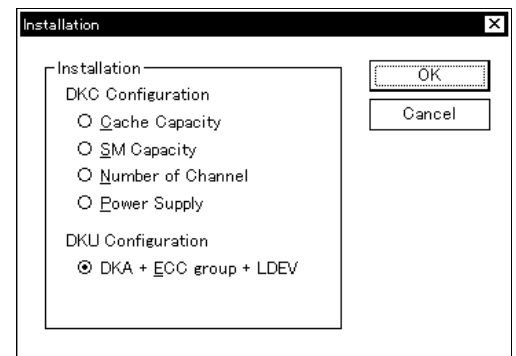 Installation
Installation
DKC Configuration
Cache Capacity
SM Capacity
Number of Channel
Power Supply
DKU Configuration
DKA + ECC group + LDEV
OK
Cancel